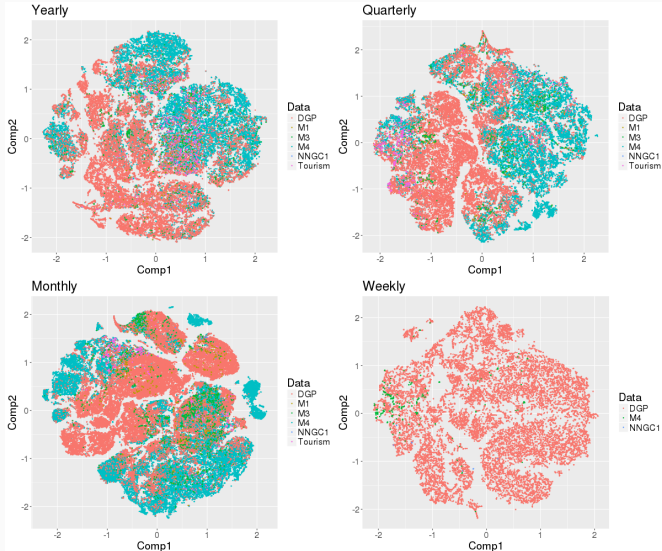 Yearly
Comp2
2
1
0
-1
-2
-2
-1
0
1
2
Comp1
Data
DGP
M1
M3
M4
NNGC1
Tourism
Quarterly
Comp2
2
1
0
-1
-2
-2
-1
0
1
2
Comp1
Data
DGP
M1
M3
M4
NNGC1
Tourism
Monthly
Comp2
2
1
0
-1
-2
-2
-1
0
1
2
Comp1
Data
DGP
M1
M3
M4
NNGC1
Tourism
Weekly
Comp2
2
1
0
-1
-2
-2
-1
0
1
2
Comp1
Data
DGP
M4
NNGC1